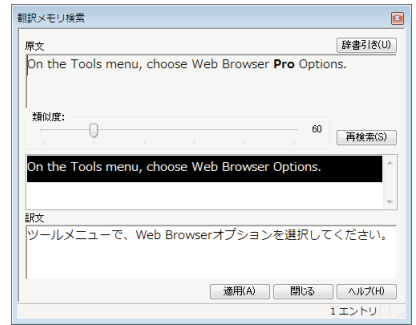 翻訳メモリ検索
原文
辞書引き(U)
On the Tools menu, choose Web Browser Pro Options.
類似度:
60
再検索(S)
On the Tools menu, choose Web Browser Options.
訳文
ツールメニューで、Web Browserオプションを選択してください。
適用(A) 閉じる ヘルプ(H)
1 エントリ